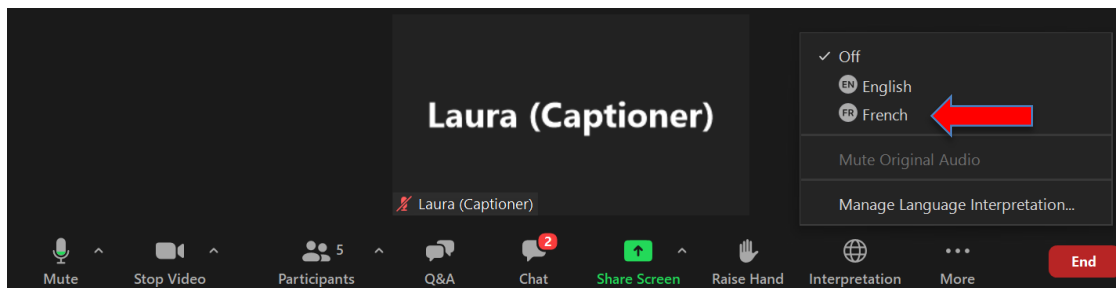 Laura (Captioner)
Laura (Captioner)
Off
EN English
FR French
Mute Original Audio
Manage Language Interpretation...
5
2
Mute Stop Video Participants Q&A Chat Share Screen Raise Hand Interpretation More End